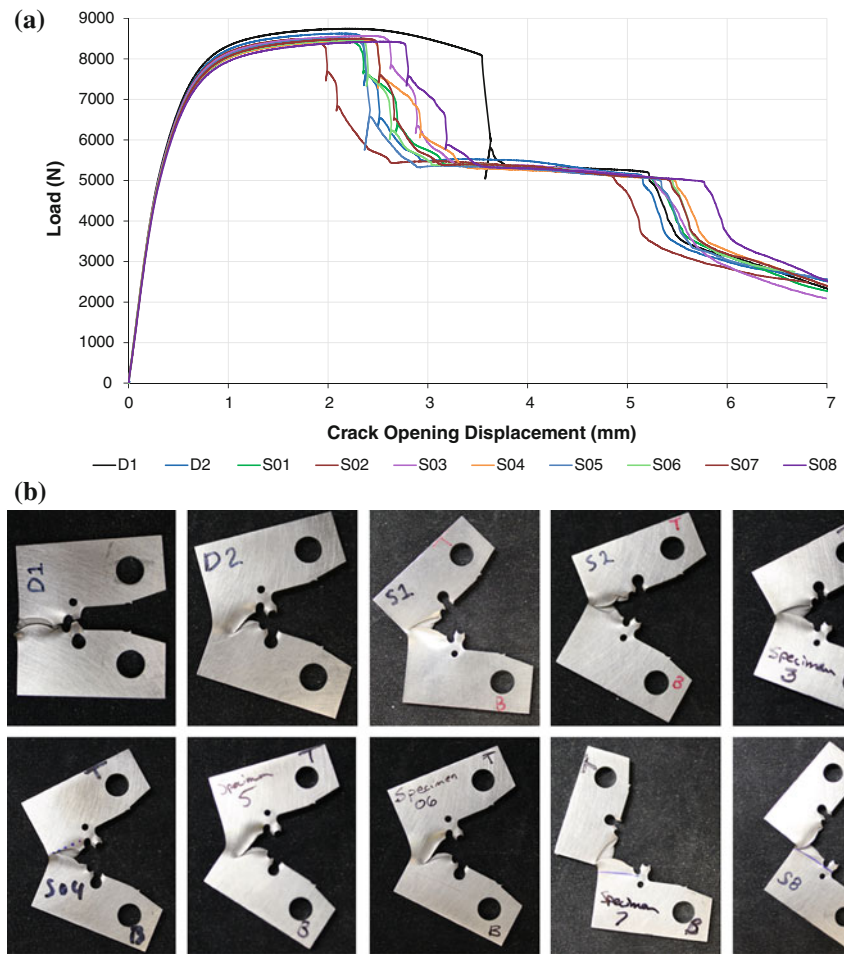 (a)
9000
8000
7000
6000
5000
4000
3000
2000
1000
0
Load (N)
0 1 2 3 4 5 6 7
Crack Opening Displacement (mm)
D1 D2 S01 S02 S03 S04 S05 S06 S07 S08
(b)
D1
D2
S1
T
B
S2
T
B
Specimen
3
T
S04
B
T
Specimen
5
B
T
Specimen
06
B
Specimen
7
B
S8